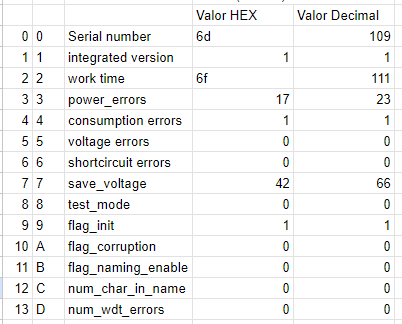 Valor HEX Valor Decimal
0 0 Serial number 6d 109
1 1 integrated version 1 1
2 2 work time 6f 111
3 3 power_errors 17 23
4 4 consumption errors 1 1
5 5 voltage errors 0 0
6 6 shortcircuit errors 0 0
7 7 save_voltage 42 66
8 8 test_mode 0 0
9 9 flag_init 1 1
10 A flag_corruption 0 0
11 B flag_naming_enable 0 0
12 C num_char_in_name 0 0
13 D num_wdt_errors 0 0